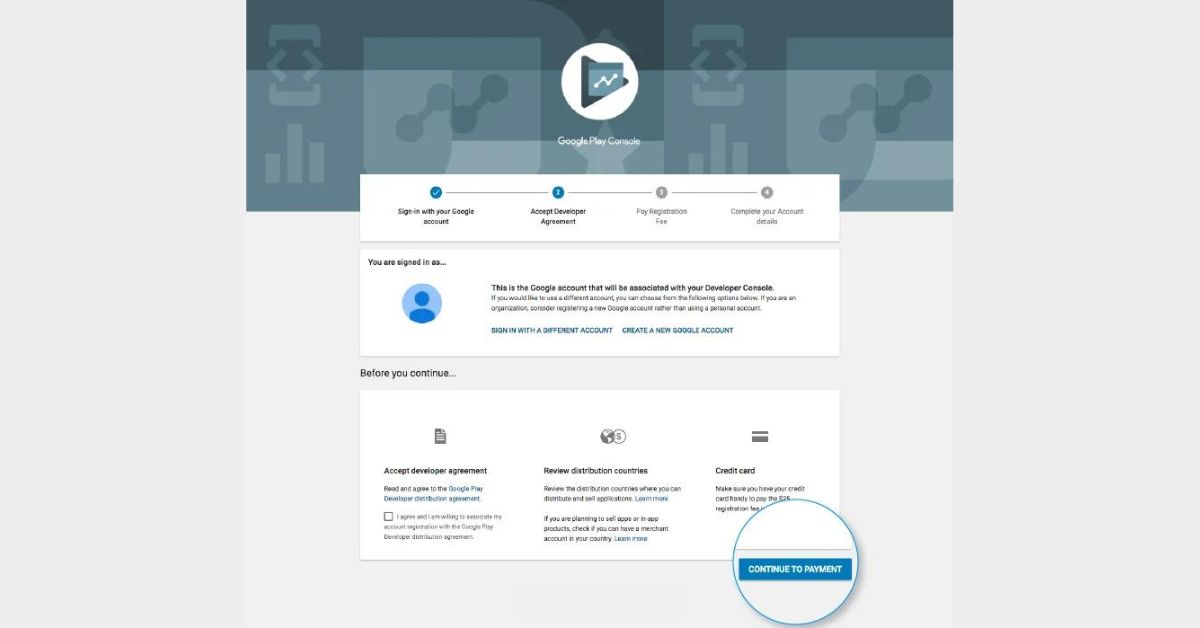 Google Play Console
2 3 4
Sign-in with your Google
account
Accept Developer
Agreement
Pay Registration
Fee
Complete your Account
details
You are signed in as...
This is the Google account that will be associated with your Developer Console.
If you would like to use a different account, you can choose from the following options below. If you are an
organization, consider registering a new Google account rather than using a personal account.
SIGN IN WITH A DIFFERENT ACCOUNT CREATE A NEW GOOGLE ACCOUNT
Before you continue...
$
Accept developer agreement
Read and agree to the Google Play
Developer distribution agreement.
I agree and I am willing to associate my
account registration with the Google Play
Developer distribution agreement.
Review distribution countries
Review the distribution countries where you can
distribute and sell applications. Learn more
If you are planning to sell apps or in-app
products, check if you can have a merchant
account in your country. Learn more
Credit card
Make sure you have your credit
card handy to pay the $25
registration fee
CONTINUE TO PAYMENT